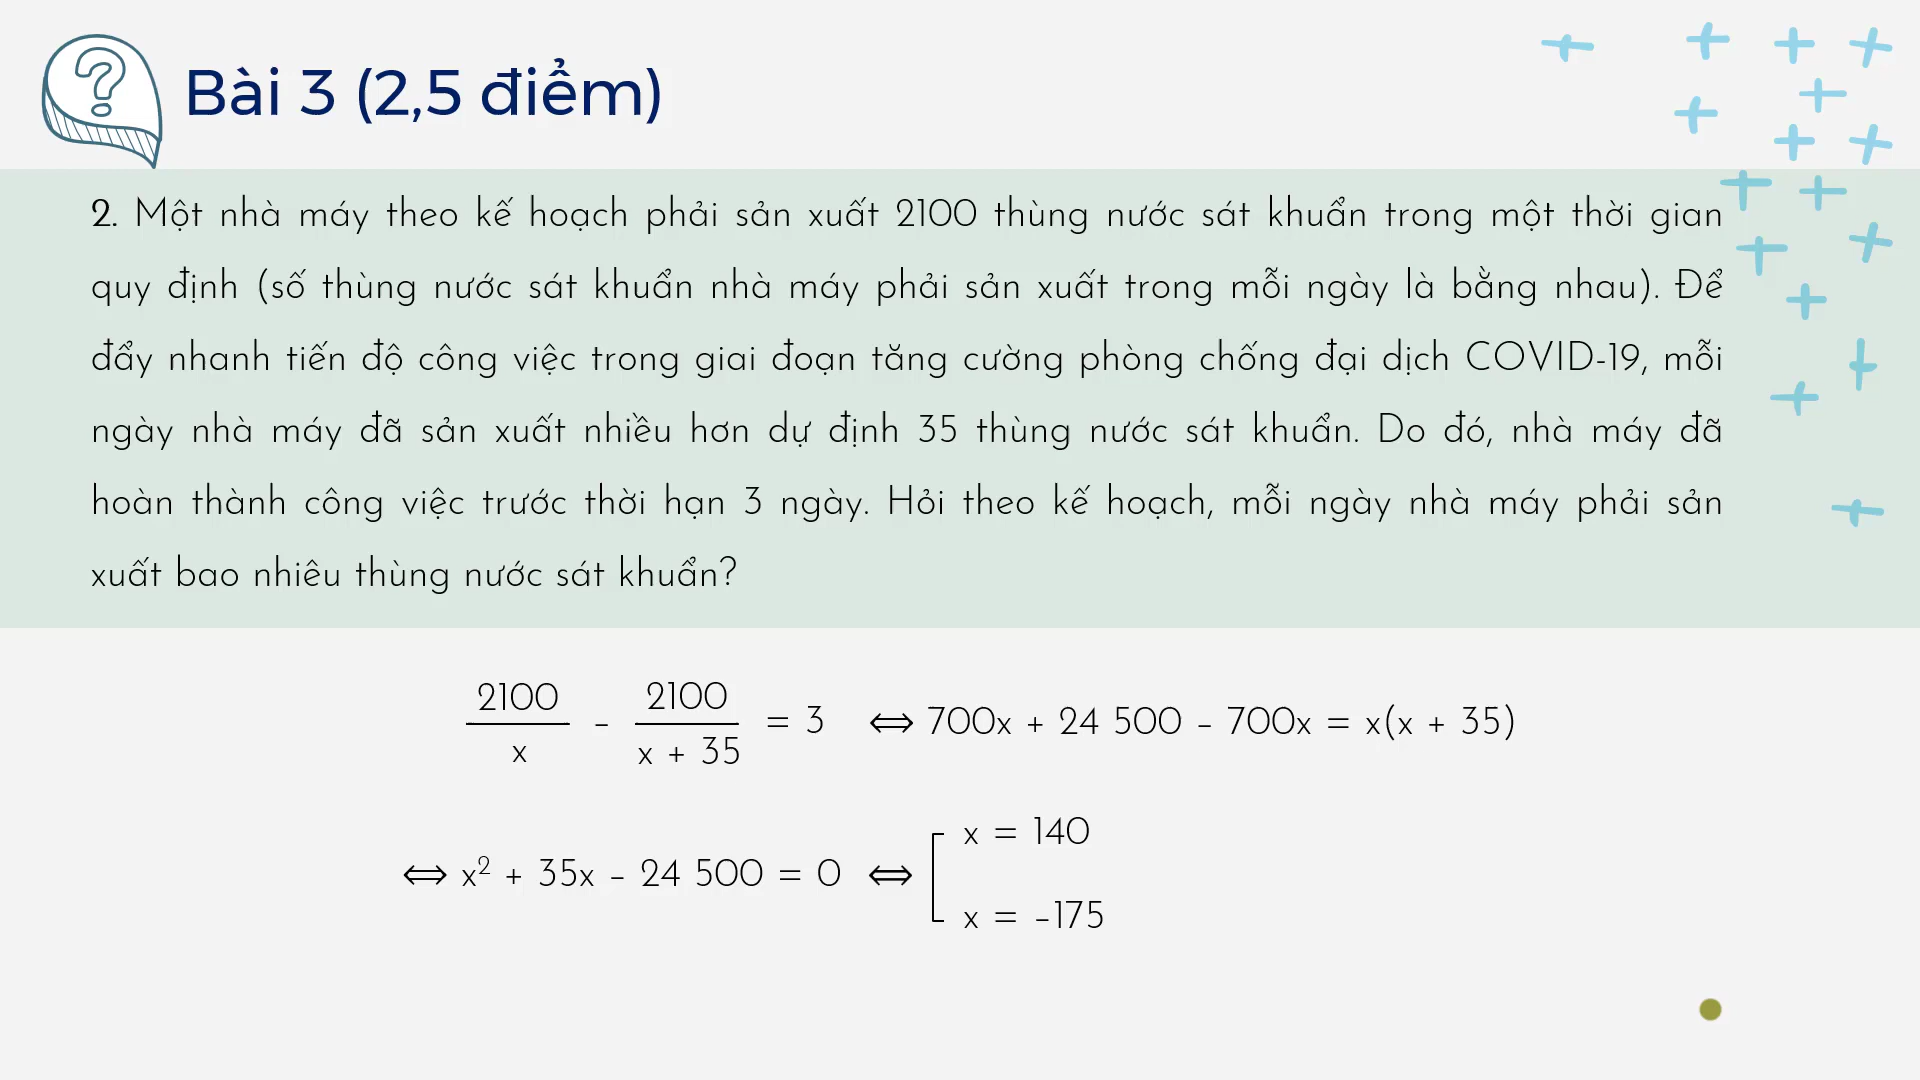 Bài 3 (2,5 điểm)
2. Một nhà máy theo kế hoạch phải sản xuất 2100 thùng nước sát khuẩn trong một thời gian
quy định (số thùng nước sát khuẩn nhà máy phải sản xuất trong mỗi ngày là bằng nhau). Để
đẩy nhanh tiến độ công việc trong giai đoạn tăng cường phòng chống đại dịch COVID-19, mỗi
ngày nhà máy đã sản xuất nhiều hơn dự định 35 thùng nước sát khuẩn. Do đó, nhà máy đã
hoàn thành công việc trước thời hạn 3 ngày. Hỏi theo kế hoạch, mỗi ngày nhà máy phải sản
xuất bao nhiêu thùng nước sát khuẩn?
2100/x – 2100/(x + 35) = 3 ⟺ 700x + 24 500 – 700x = x(x + 35)
⟺ x² + 35x – 24 500 = 0 ⟺ [ x = 140
x = –175